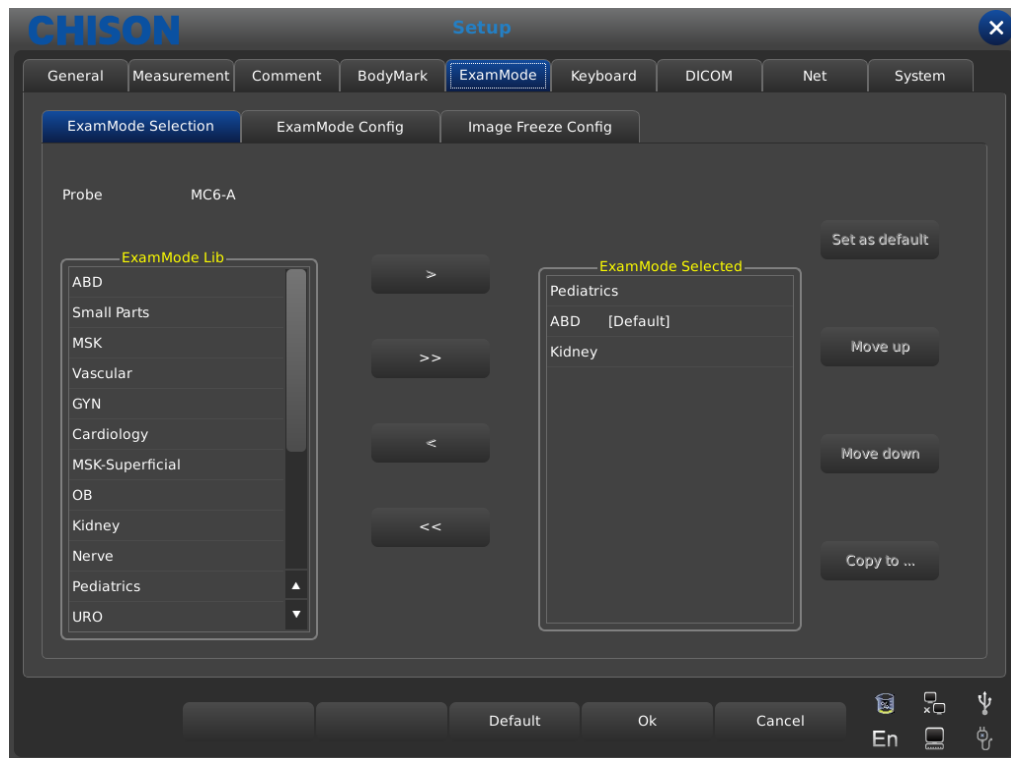 CHISON
Setup
General Measurement Comment BodyMark ExamMode Keyboard DICOM Net System
ExamMode Selection ExamMode Config Image Freeze Config
Probe MC6-A
ExamMode Lib
ABD
Small Parts
MSK
Vascular
GYN
Cardiology
MSK-Superficial
OB
Kidney
Nerve
Pediatrics
URO
>
>>
<
<<
ExamMode Selected
Pediatrics
ABD [Default]
Kidney
Set as default
Move up
Move down
Copy to ...
Default Ok Cancel
En